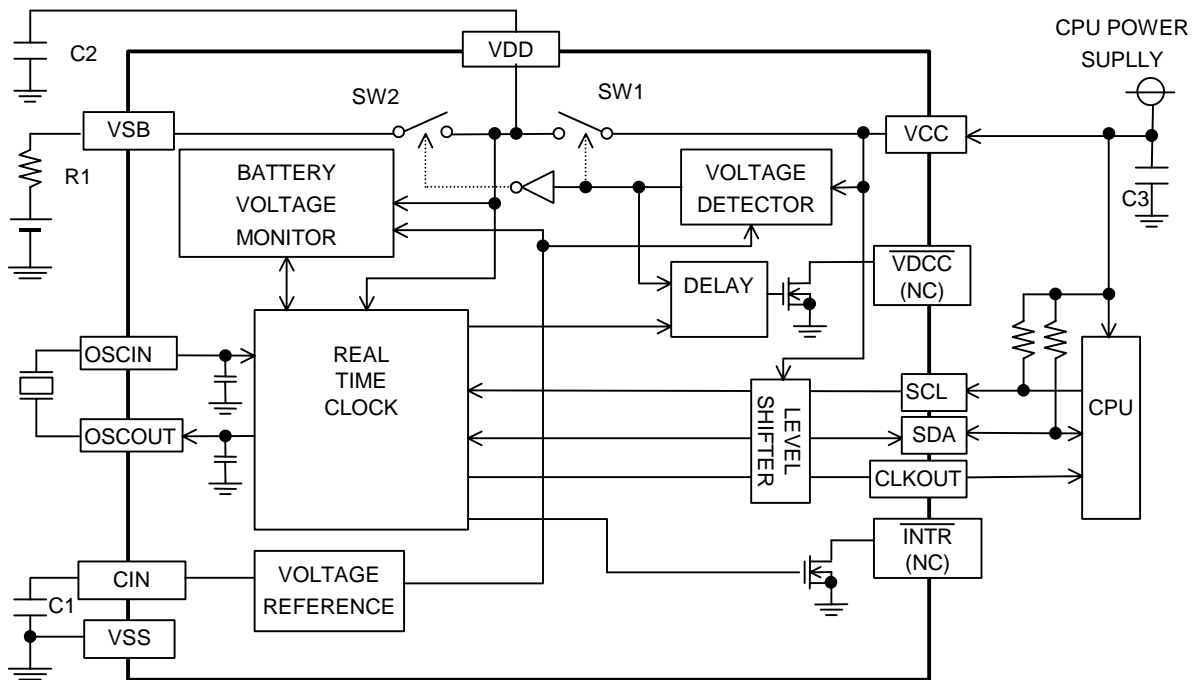 CPU POWER
SUPLLY
C2
VDD
SW2
SW1
VSB
VCC
R1
BATTERY
VOLTAGE
MONITOR
VOLTAGE
DETECTOR
C3
VDCC
(NC)
DELAY
OSCIN
REAL
TIME
CLOCK
LEVEL
SHIFTER
SCL
CPU
OSCOUT
SDA
CLKOUT
INTR
(NC)
CIN
VOLTAGE
REFERENCE
C1
VSS